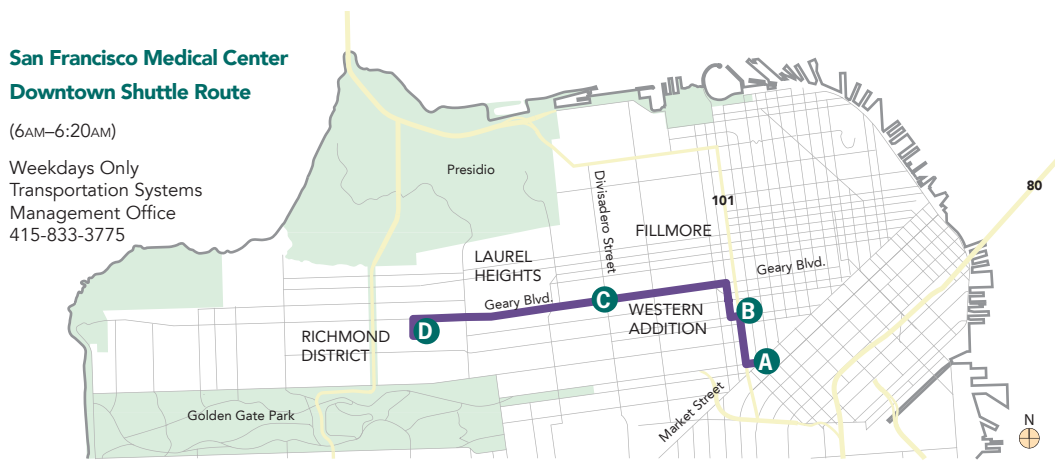 San Francisco Medical Center
Downtown Shuttle Route
(6AM–6:20AM)
Weekdays Only
Transportation Systems
Management Office
415-833-3775
Presidio
Divisadero Street
101
80
FILLMORE
LAUREL
HEIGHTS
Geary Blvd.
Geary Blvd.
C
B
WESTERN
ADDITION
D
RICHMOND
DISTRICT
A
Market Street
Golden Gate Park
N